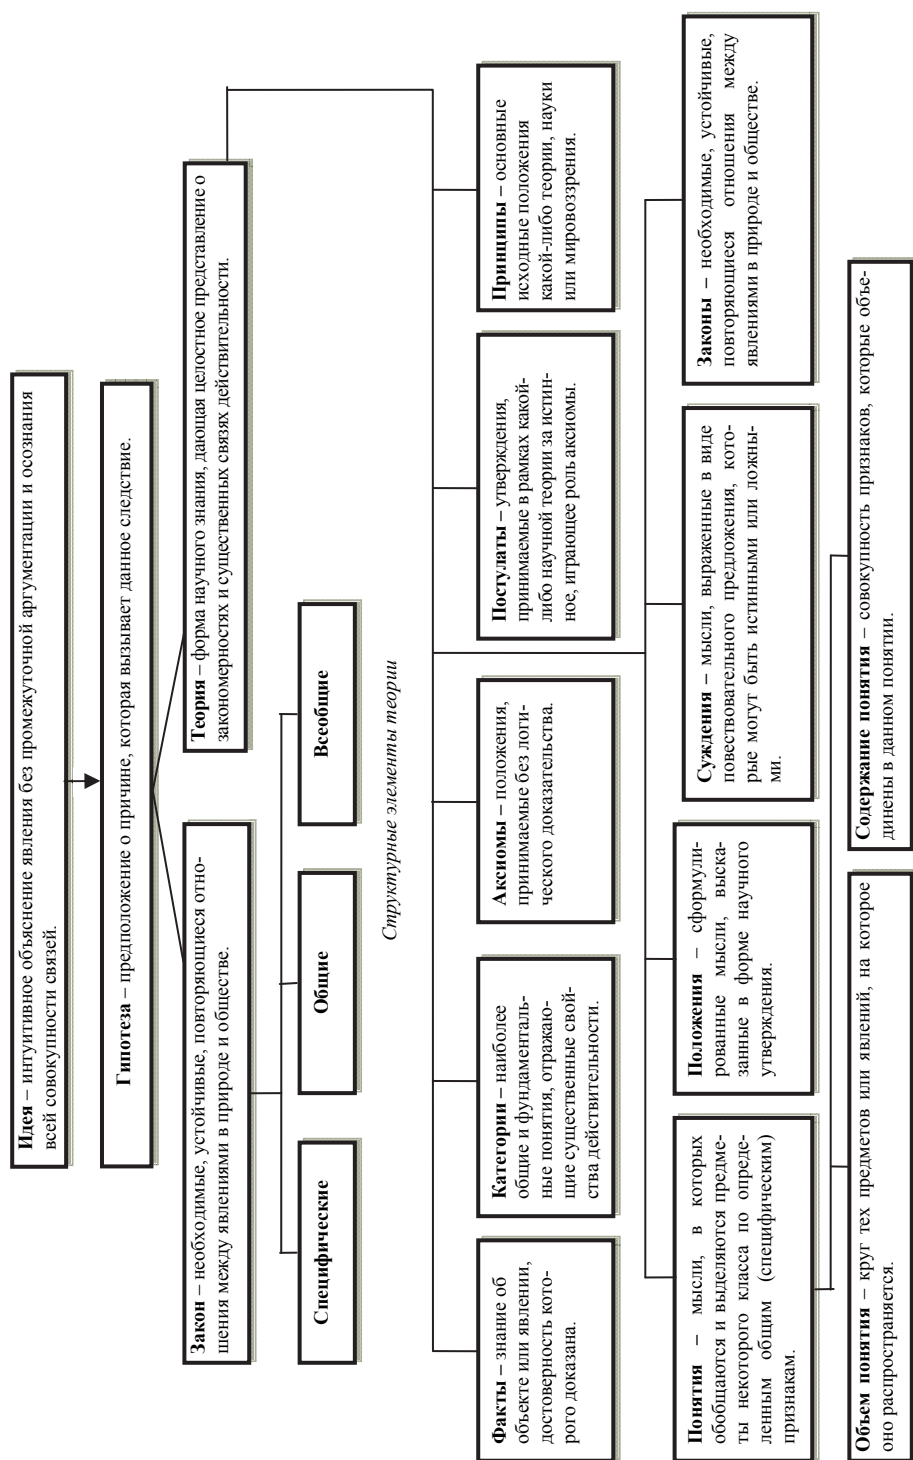 Идея – интуитивное объяснение явления без промежуточной аргументации и осознания
всей совокупности связей.
Гипотеза – предположение о причине, которая вызывает данное следствие.
Закон – необходимые, устойчивые, повторяющиеся отно-
шения между явлениями в природе и обществе.
Теория – форма научного знания, дающая целостное представление о
закономерностях и существенных связях действительности.
Специфические
Общие
Всеобщие
Структурные элементы теории
Факты – знание об
объекте или явлении,
достоверность кото-
рого доказана.
Категории – наиболее
общие и фундаменталь-
ные понятия, отражаю-
щие существенные свой-
ства действительности.
Аксиомы – положения,
принимаемые без логи-
ческого доказательства.
Постулаты – утверждения,
принимаемые в рамках какой-
либо научной теории за истин-
ное, играющее роль аксиомы.
Принципы – основные
исходные положения
какой-либо теории, науки
или мировоззрения.
Понятия – мысли, в которых
обобщаются и выделяются предме-
ты некоторого класса по опреде-
ленным общим (специфическим)
признакам.
Положения – сформули-
рованные мысли, выска-
занные в форме научного
утверждения.
Суждения – мысли, выраженные в виде
повествовательного предложения, кото-
рые могут быть истинными или ложны-
ми.
Законы – необходимые, устойчивые,
повторяющиеся отношения между
явлениями в природе и обществе.
Объем понятия – круг тех предметов или явлений, на которое
оно распространяется.
Содержание понятия – совокупность признаков, которые объе-
динены в данном понятии.